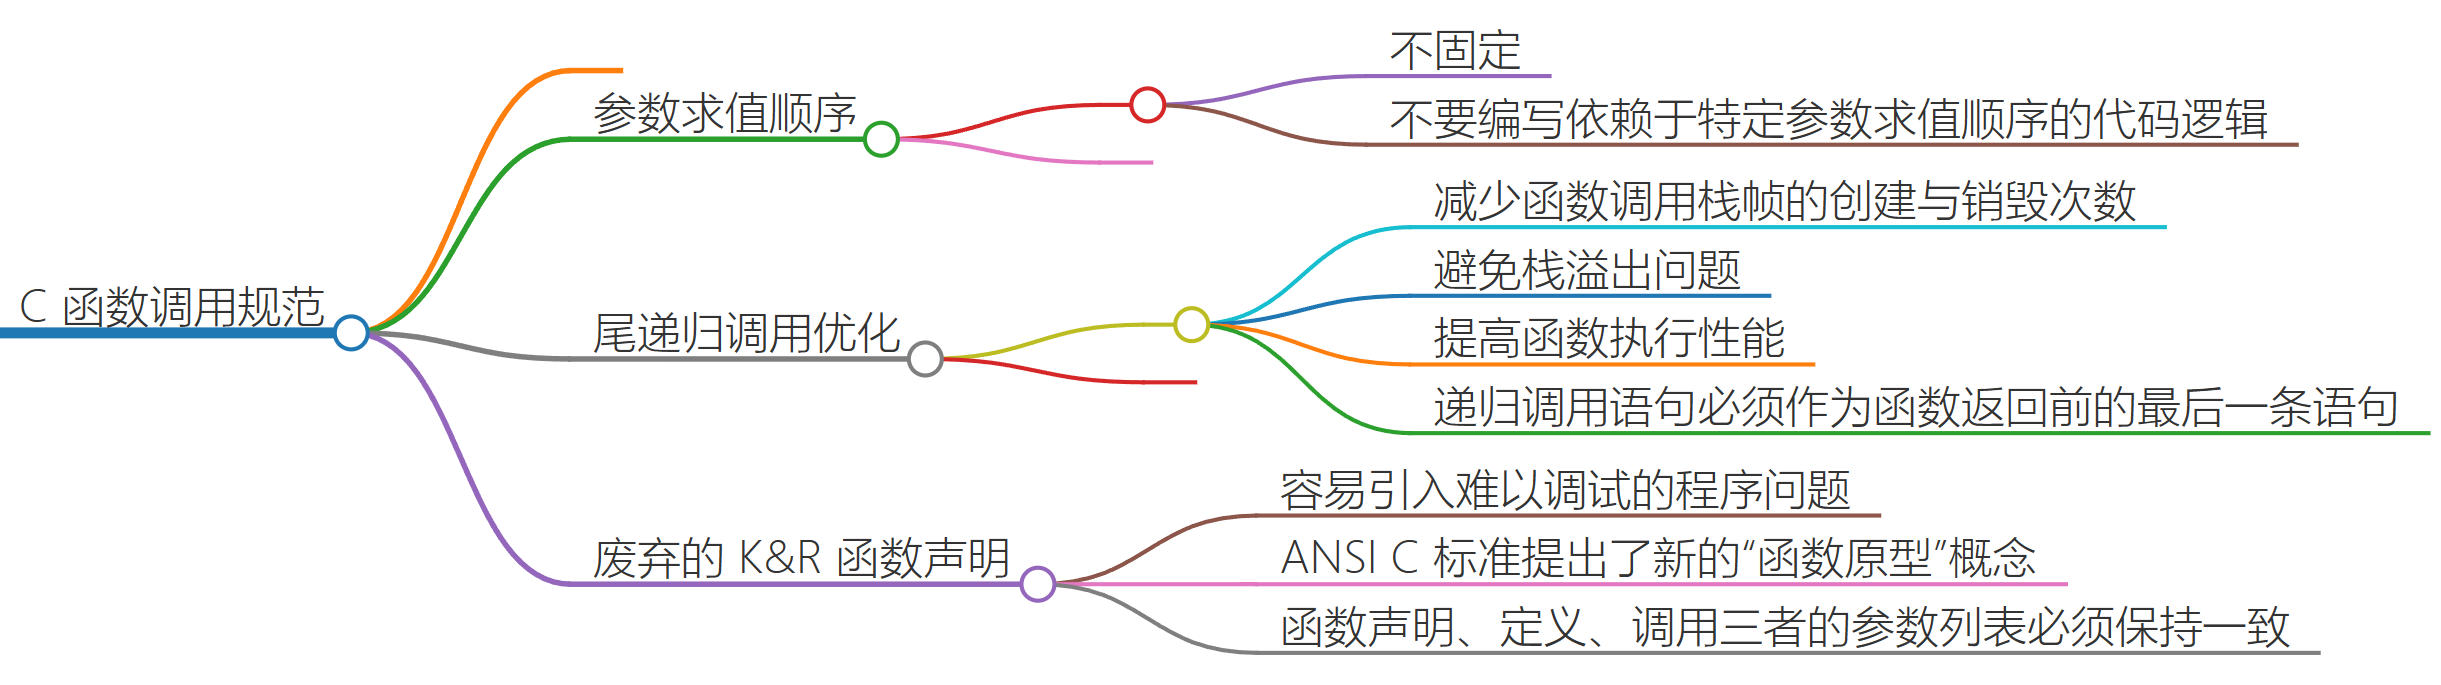 C 函数调用规范
参数求值顺序
不固定
不要编写依赖于特定参数求值顺序的代码逻辑
尾递归调用优化
减少函数调用栈帧的创建与销毁次数
避免栈溢出问题
提高函数执行性能
递归调用语句必须作为函数返回前的最后一条语句
废弃的 K&R 函数声明
容易引入难以调试的程序问题
ANSI C 标准提出了新的“函数原型”概念
函数声明、定义、调用三者的参数列表必须保持一致